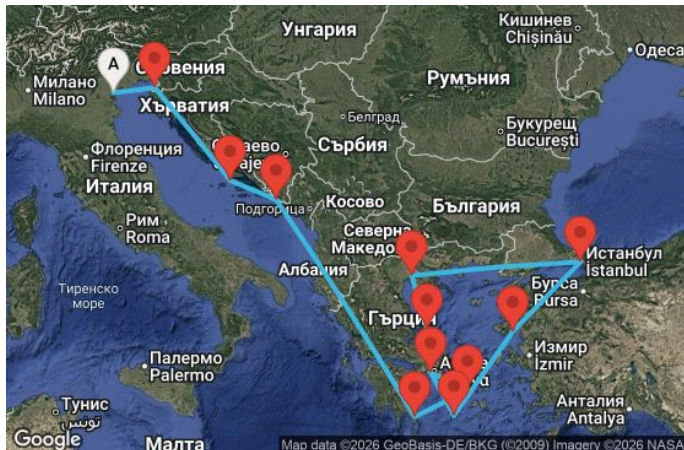 Кишинев
Chișinău
Унгария
Одеса
A
Словения
Милано
Milano
Румъния
Хърватия
Белград
Букурещ
București
Флоренция
Firenze
Сърбия
Италия
Подгорица
Косово
България
Рим
Roma
Северна
Македо
Истанбул
İstanbul
Албания
Бурса
Bursa
Тиренско
море
Гърция
Измир
İzmir
Палермо
Palermo
Анталия
Antalya
Тунис
تونس
Малта
Google
Map data ©2026 GeoBasis-DE/BKG (©2009) Imagery ©2026 NASA